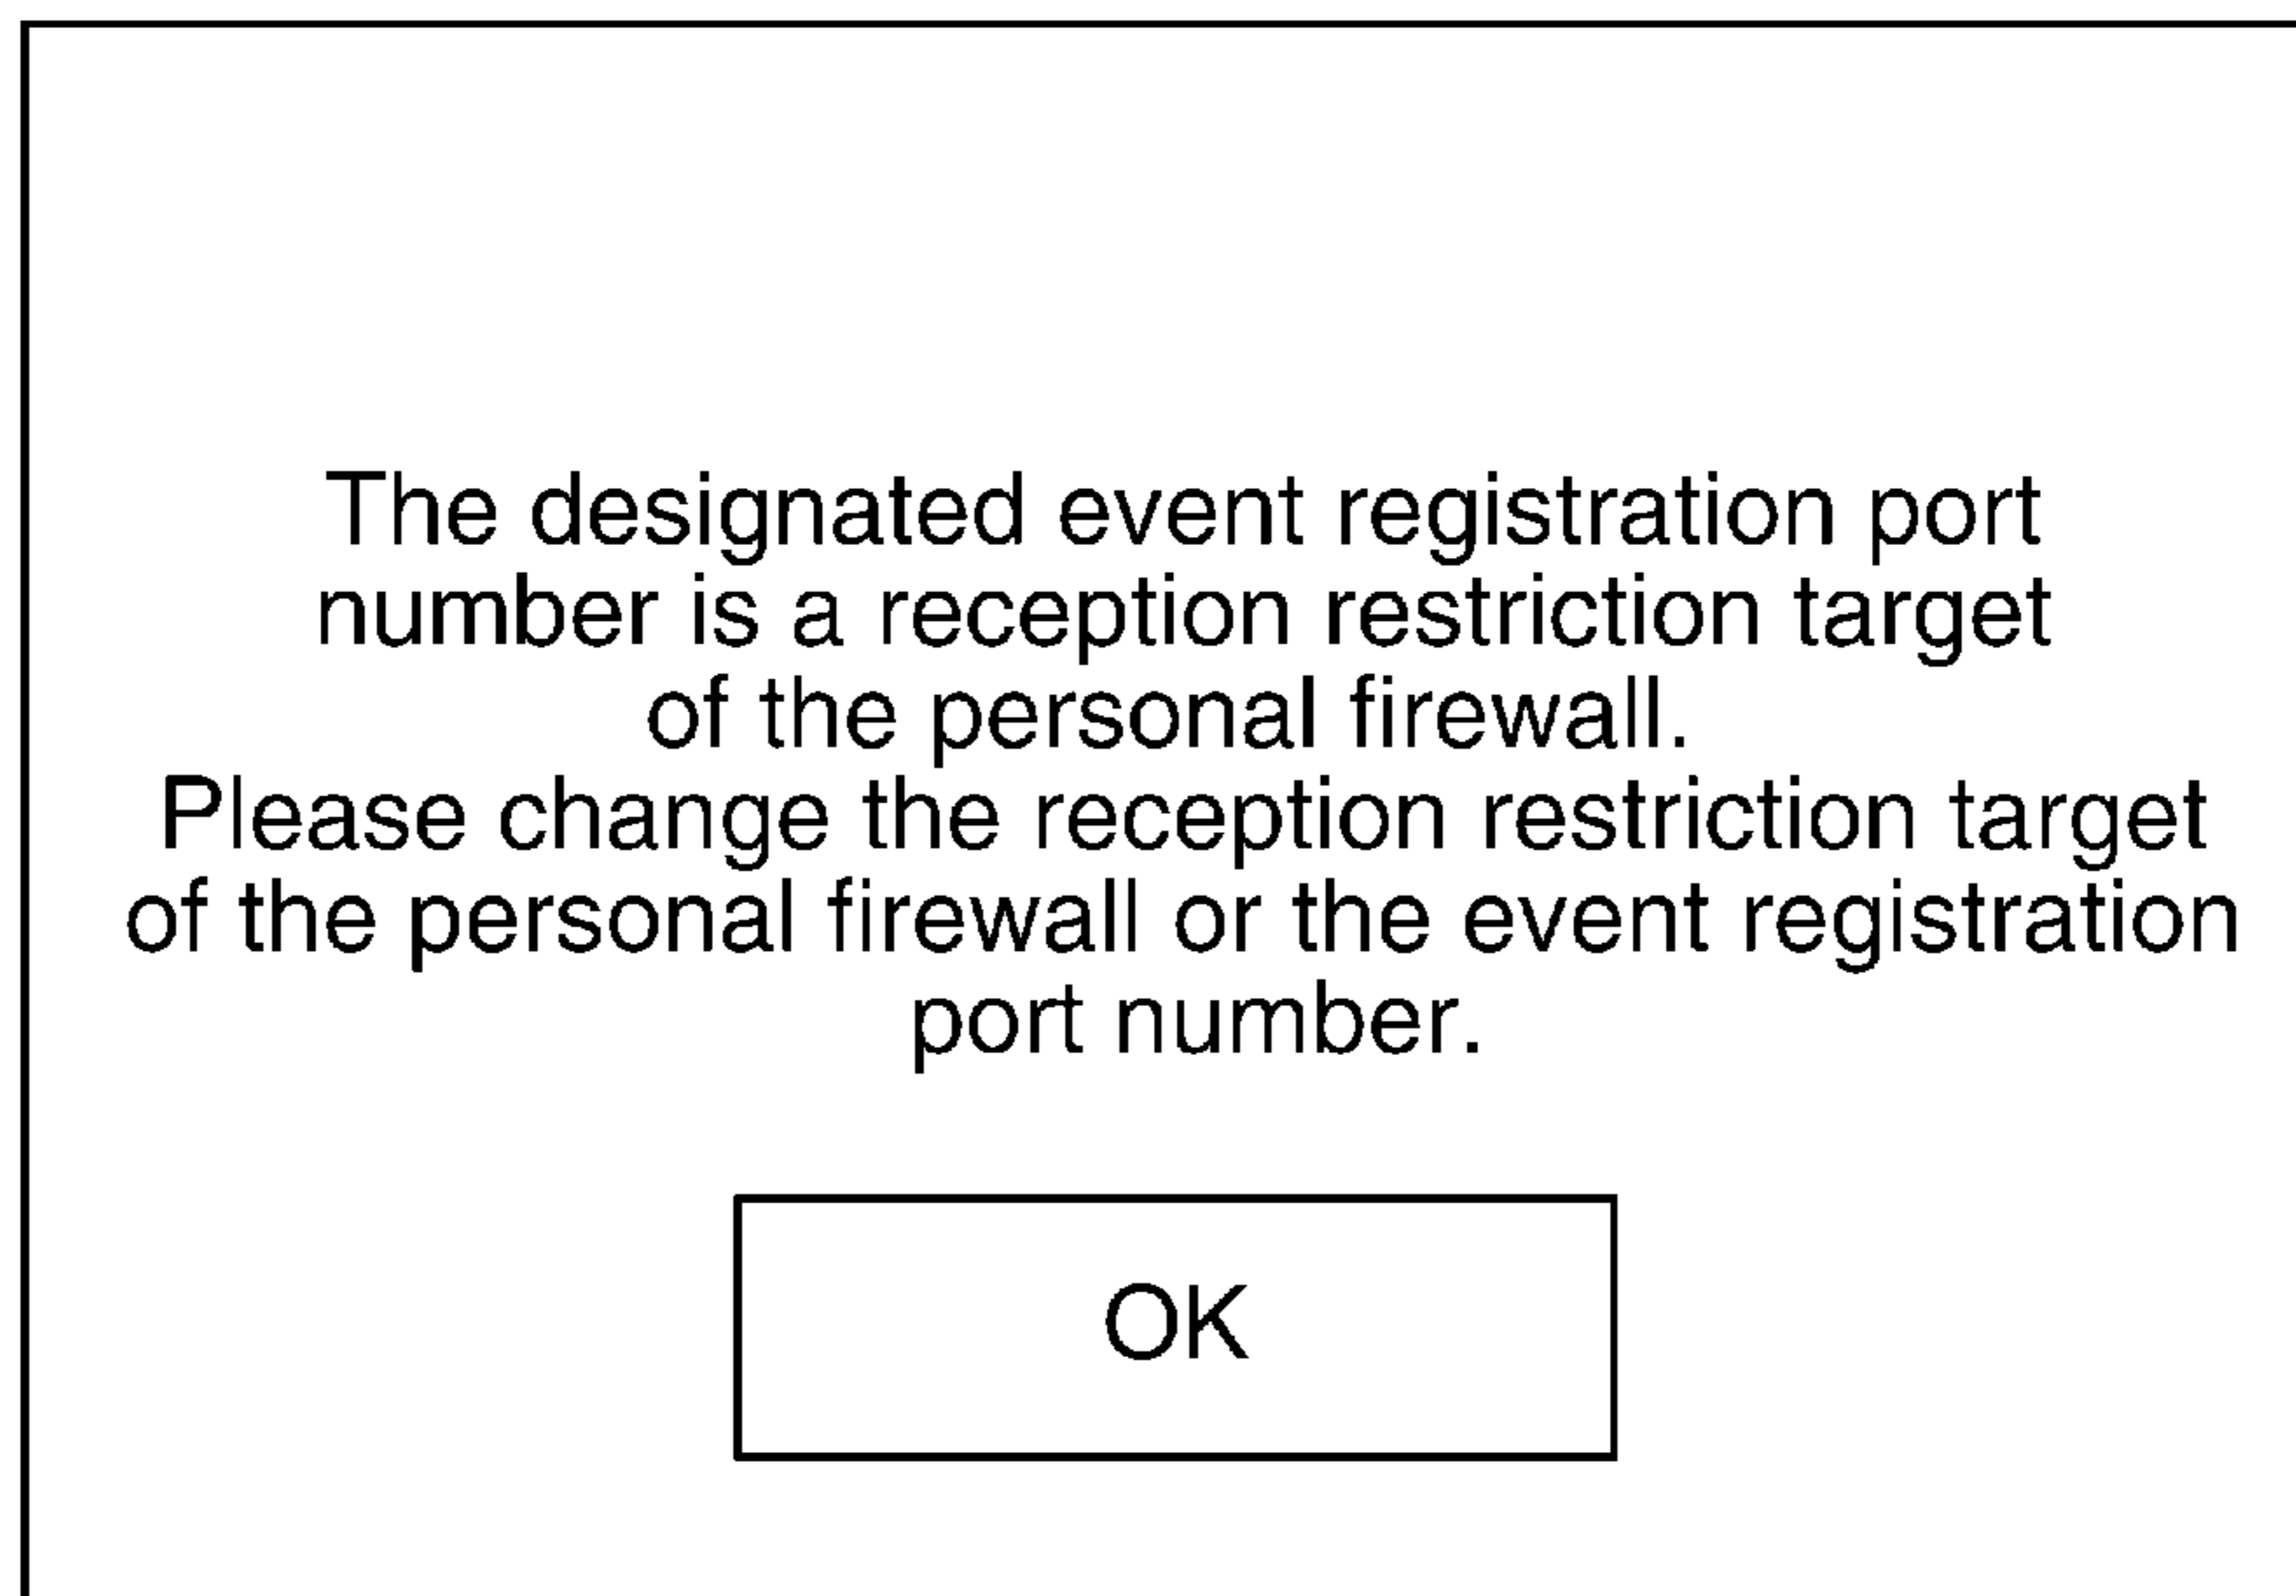 The designated event registration port
number is a reception restriction target
of the personal firewall.
Please change the reception restriction target
of the personal firewall or the event registration
port number.
OK